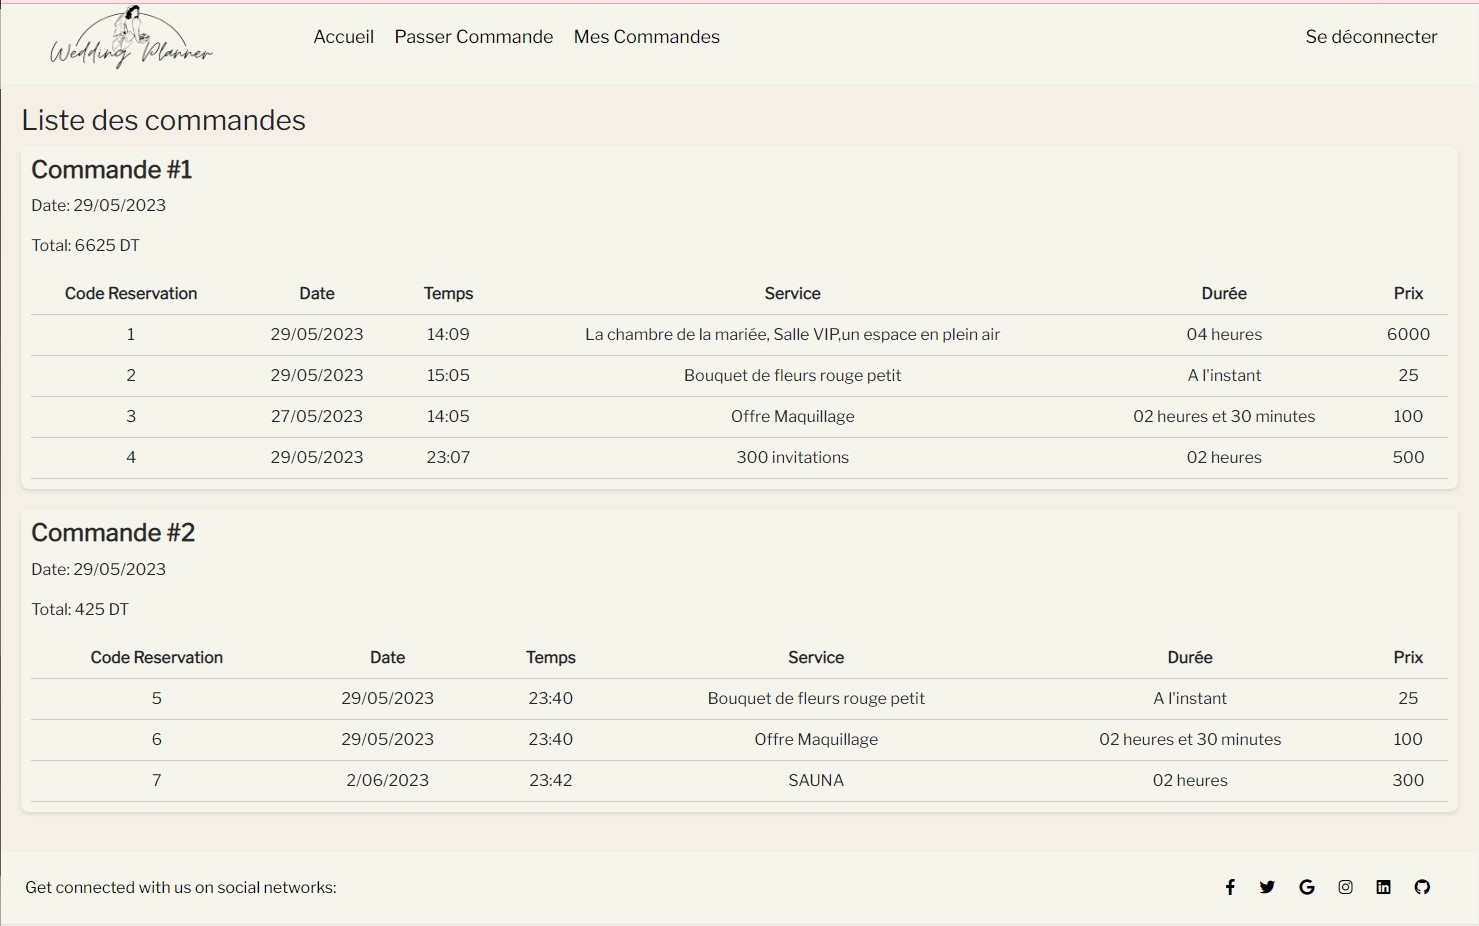 Wedding Planner
Accueil Passer Commande Mes Commandes Se déconnecter
Liste des commandes
Commande #1
Date: 29/05/2023
Total: 6625 DT
Code Reservation Date Temps Service Durée Prix
1 29/05/2023 14:09 La chambre de la mariée, Salle VIP,un espace en plein air 04 heures 6000
2 29/05/2023 15:05 Bouquet de fleurs rouge petit A l'instant 25
3 27/05/2023 14:05 Offre Maquillage 02 heures et 30 minutes 100
4 29/05/2023 23:07 300 invitations 02 heures 500
Commande #2
Date: 29/05/2023
Total: 425 DT
Code Reservation Date Temps Service Durée Prix
5 29/05/2023 23:40 Bouquet de fleurs rouge petit A l'instant 25
6 29/05/2023 23:40 Offre Maquillage 02 heures et 30 minutes 100
7 2/06/2023 23:42 SAUNA 02 heures 300
Get connected with us on social networks: